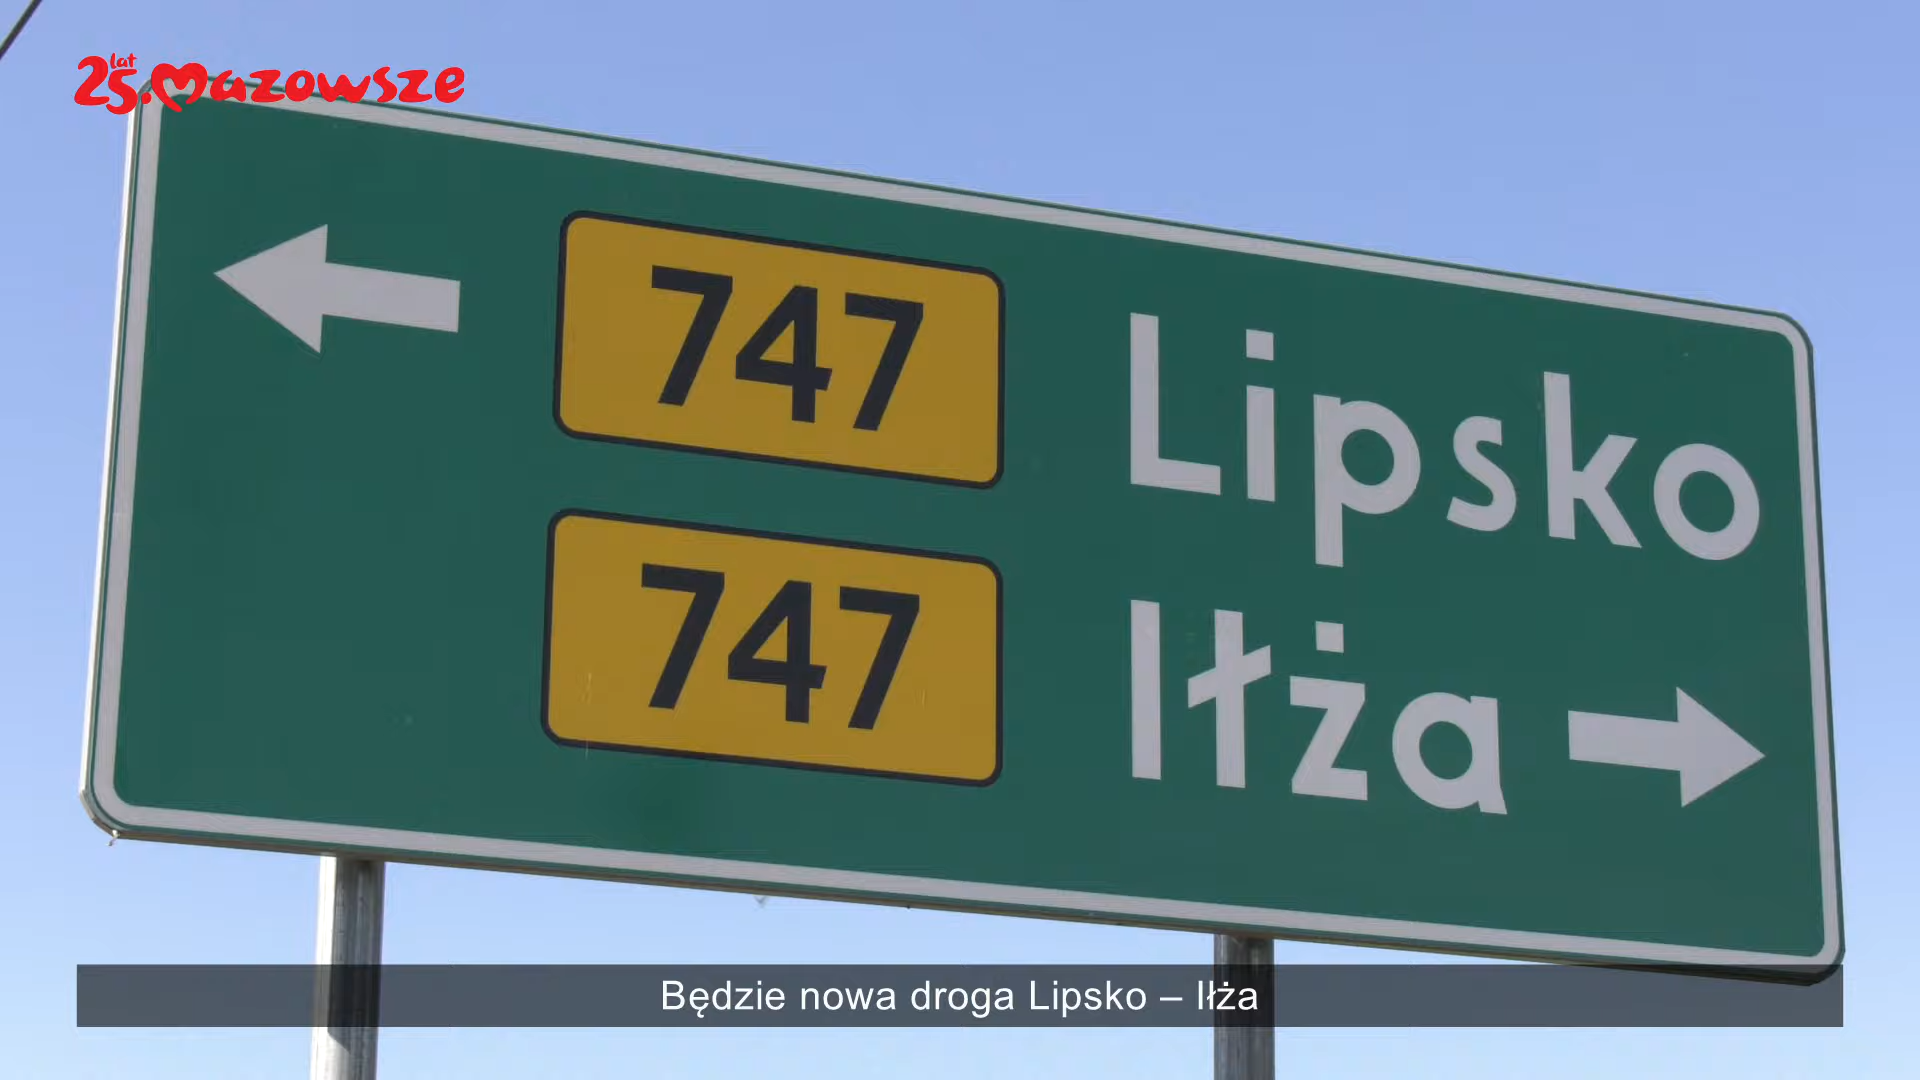 25 lat Mazowsze
747 Lipsko
747 Iłża
Będzie nowa droga Lipsko – Iłża